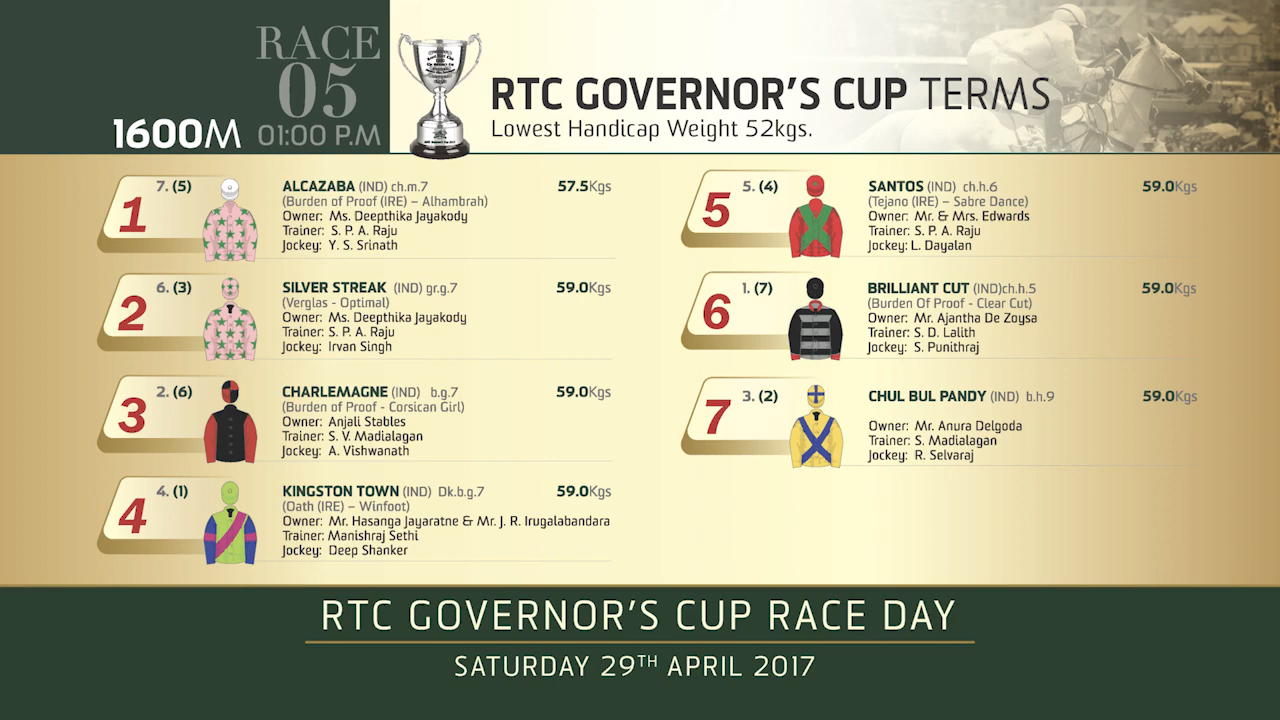 RACE
05
1600M 01:00 P.M
RTC GOVERNOR'S CUP TERMS
Lowest Handicap Weight 52kgs.
1
7. (5)
ALCAZABA (IND) ch.m.7 57.5Kgs
(Burden of Proof (IRE) – Alhambrah)
Owner: Ms. Deepthika Jayakody
Trainer: S. P. A. Raju
Jockey: Y. S. Srinath
2
6. (3)
SILVER STREAK (IND) gr.g.7 59.0Kgs
(Verglas - Optimal)
Owner: Ms. Deepthika Jayakody
Trainer: S. P. A. Raju
Jockey: Irvan Singh
3
2. (6)
CHARLEMAGNE (IND) b.g.7 59.0Kgs
(Burden of Proof - Corsican Girl)
Owner: Anjali Stables
Trainer: S. V. Madialagan
Jockey: A. Vishwanath
4
4. (1)
KINGSTON TOWN (IND) Dk.b.g.7 59.0Kgs
(Oath (IRE) – Winfoot)
Owner: Mr. Hasanga Jayaratne & Mr. J. R. Irugalabandara
Trainer: Manishraj Sethi
Jockey: Deep Shanker
5
5. (4)
SANTOS (IND) ch.h.6 59.0Kgs
(Tejano (IRE) – Sabre Dance)
Owner: Mr. & Mrs. Edwards
Trainer: S. P. A. Raju
Jockey: L. Dayalan
6
1. (7)
BRILLIANT CUT (IND)ch.h.5 59.0Kgs
(Burden Of Proof - Clear Cut)
Owner: Mr. Ajantha De Zoysa
Trainer: S. D. Lalith
Jockey: S. Punithraj
7
3. (2)
CHUL BUL PANDY (IND) b.h.9 59.0Kgs
Owner: Mr. Anura Delgoda
Trainer: S. Madialagan
Jockey: R. Selvaraj
RTC GOVERNOR'S CUP RACE DAY
SATURDAY 29TH APRIL 2017